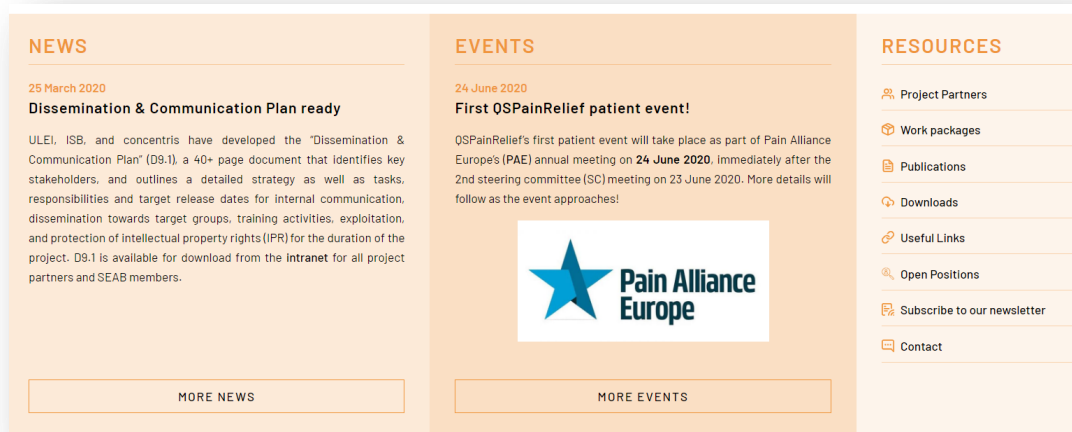 NEWS
25 March 2020
Dissemination & Communication Plan ready
ULEI, ISB, and concentris have developed the "Dissemination &
Communication Plan" (D9.1), a 40+ page document that identifies key
stakeholders, and outlines a detailed strategy as well as tasks,
responsibilities and target release dates for internal communication,
dissemination towards target groups, training activities, exploitation,
and protection of intellectual property rights (IPR) for the duration of the
project. D9.1 is available for download from the intranet for all project
partners and SEAB members.
MORE NEWS
EVENTS
24 June 2020
First QSPainRelief patient event!
QSPainRelief's first patient event will take place as part of Pain Alliance
Europe's (PAE) annual meeting on 24 June 2020, immediately after the
2nd steering committee (SC) meeting on 23 June 2020. More details will
follow as the event approaches!
Pain Alliance
Europe
MORE EVENTS
RESOURCES
Project Partners
Work packages
Publications
Downloads
Useful Links
Open Positions
Subscribe to our newsletter
Contact